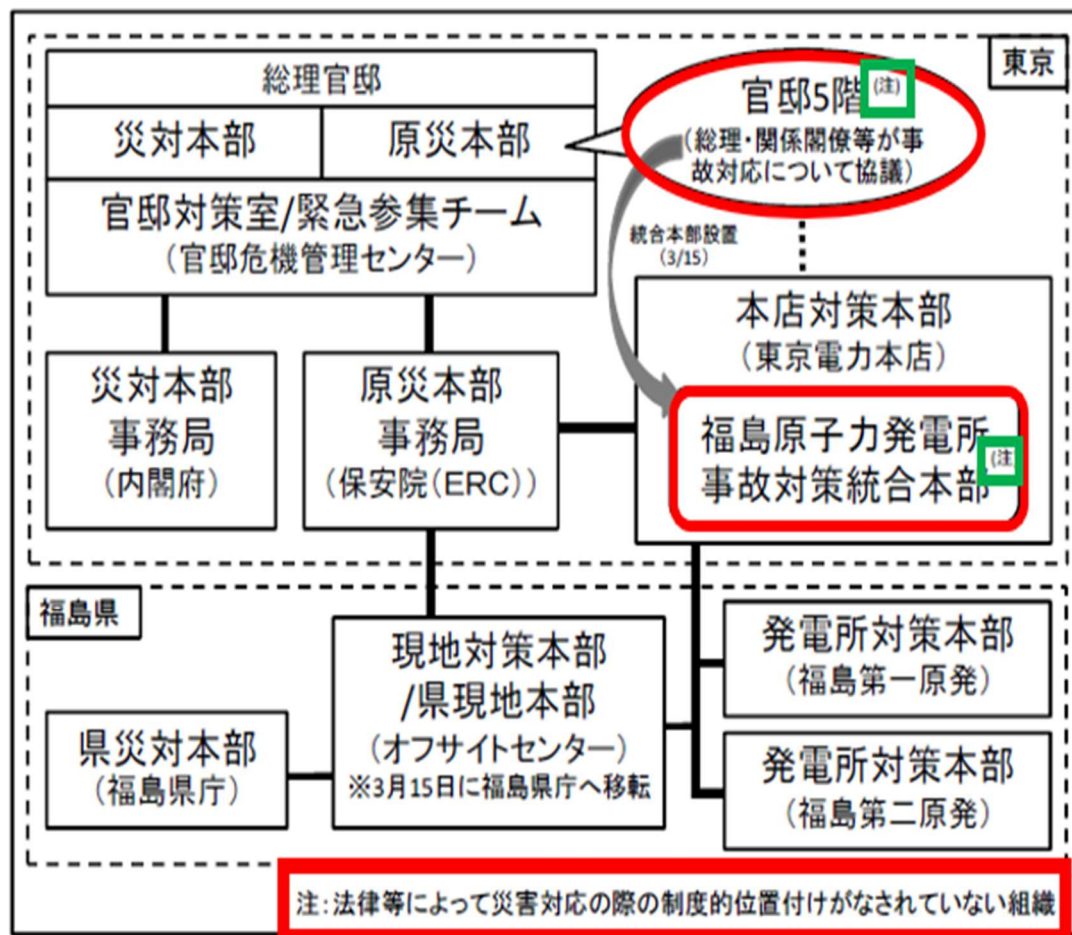 東京
総理官邸
災対本部
原災本部
官邸対策室/緊急参集チーム
(官邸危機管理センター)
官邸5階(注)
(総理・関係閣僚等が事
故対応について協議)
統合本部設置
(3/15)
災対本部
事務局
(内閣府)
原災本部
事務局
(保安院(ERC))
本店対策本部
(東京電力本店)
福島原子力発電所
事故対策統合本部(注
福島県
現地対策本部
/県現地本部
(オフサイトセンター)
※3月15日に福島県庁へ移転
県災対本部
(福島県庁)
発電所対策本部
(福島第一原発)
発電所対策本部
(福島第二原発)
注:法律等によって災害対応の際の制度的位置付けがなされていない組織